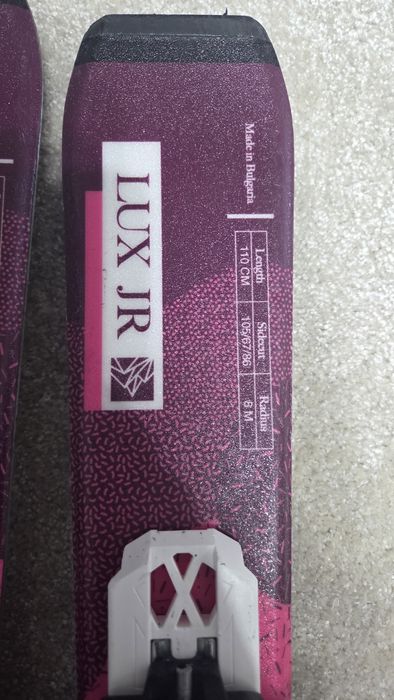 Made in Bulgaria
LUX JR
Length Sidecut Radius
110 CM 105/67/86 8 M